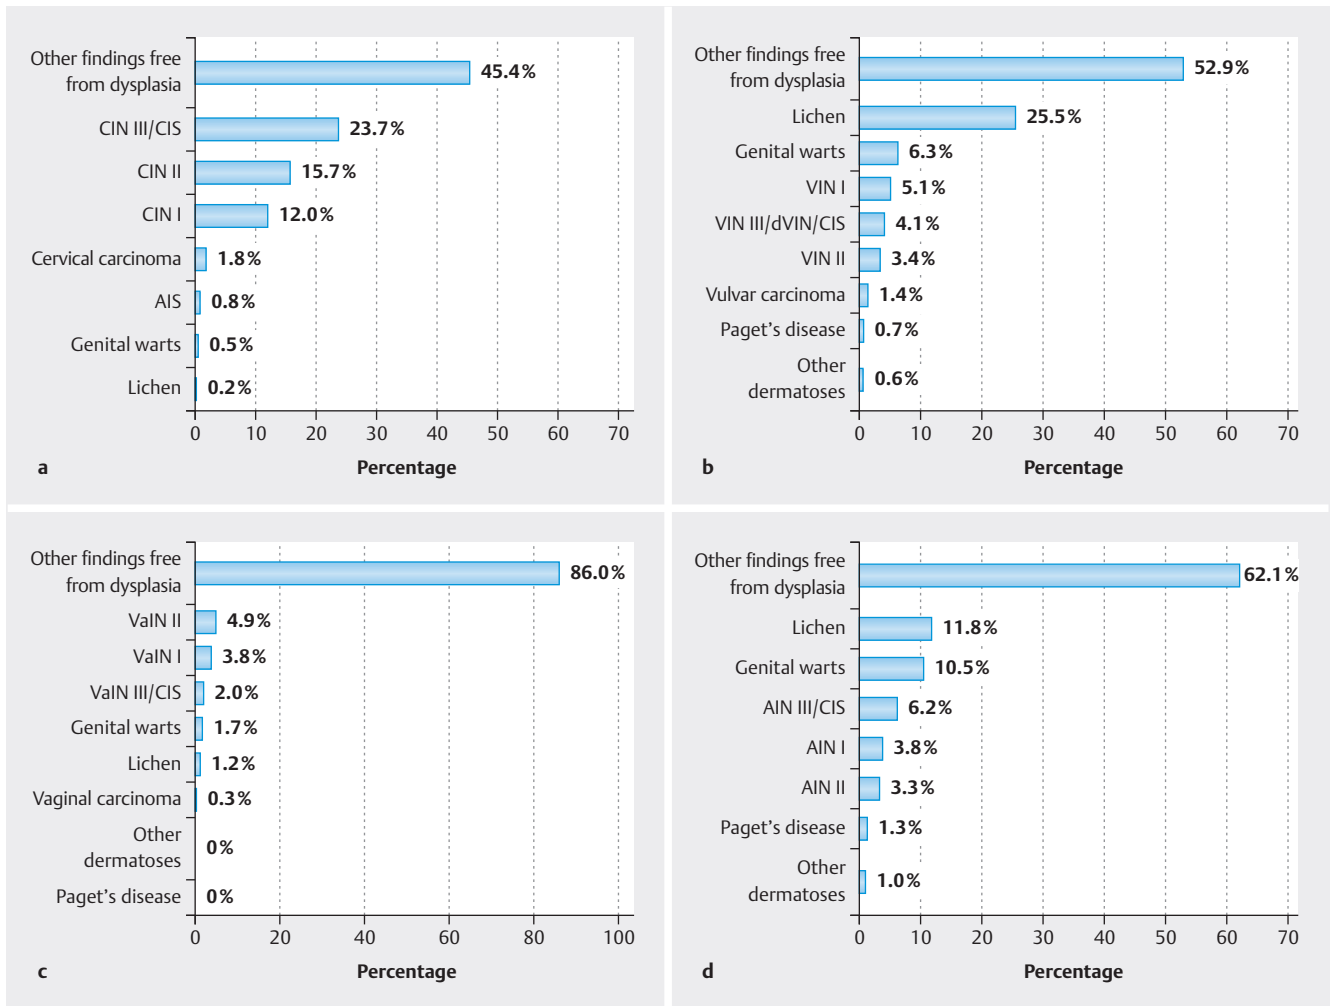 Other findings free
from dysplasia
45.4%
CIN III/CIS
23.7%
CIN II
15.7%
CIN I
12.0%
Cervical carcinoma
1.8%
AIS
0.8%
Genital warts
0.5%
Lichen
0.2%
0 10 20 30 40 50 60 70
a
Percentage
Other findings free
from dysplasia
52.9%
Lichen
25.5%
Genital warts
6.3%
VIN I
5.1%
VIN III/dVIN/CIS
4.1%
VIN II
3.4%
Vulvar carcinoma
1.4%
Paget's disease
0.7%
Other
dermatoses
0.6%
0 10 20 30 40 50 60 70
b
Percentage
Other findings free
from dysplasia
86.0%
VaIN II
4.9%
VaIN I
3.8%
VaIN III/CIS
2.0%
Genital warts
1.7%
Lichen
1.2%
Vaginal carcinoma
0.3%
Other
dermatoses
0%
Paget's disease
0%
0 20 40 60 80 100
c
Percentage
Other findings free
from dysplasia
62.1%
Lichen
11.8%
Genital warts
10.5%
AIN III/CIS
6.2%
AIN I
3.8%
AIN II
3.3%
Paget's disease
1.3%
Other
dermatoses
1.0%
0 10 20 30 40 50 60 70
d
Percentage